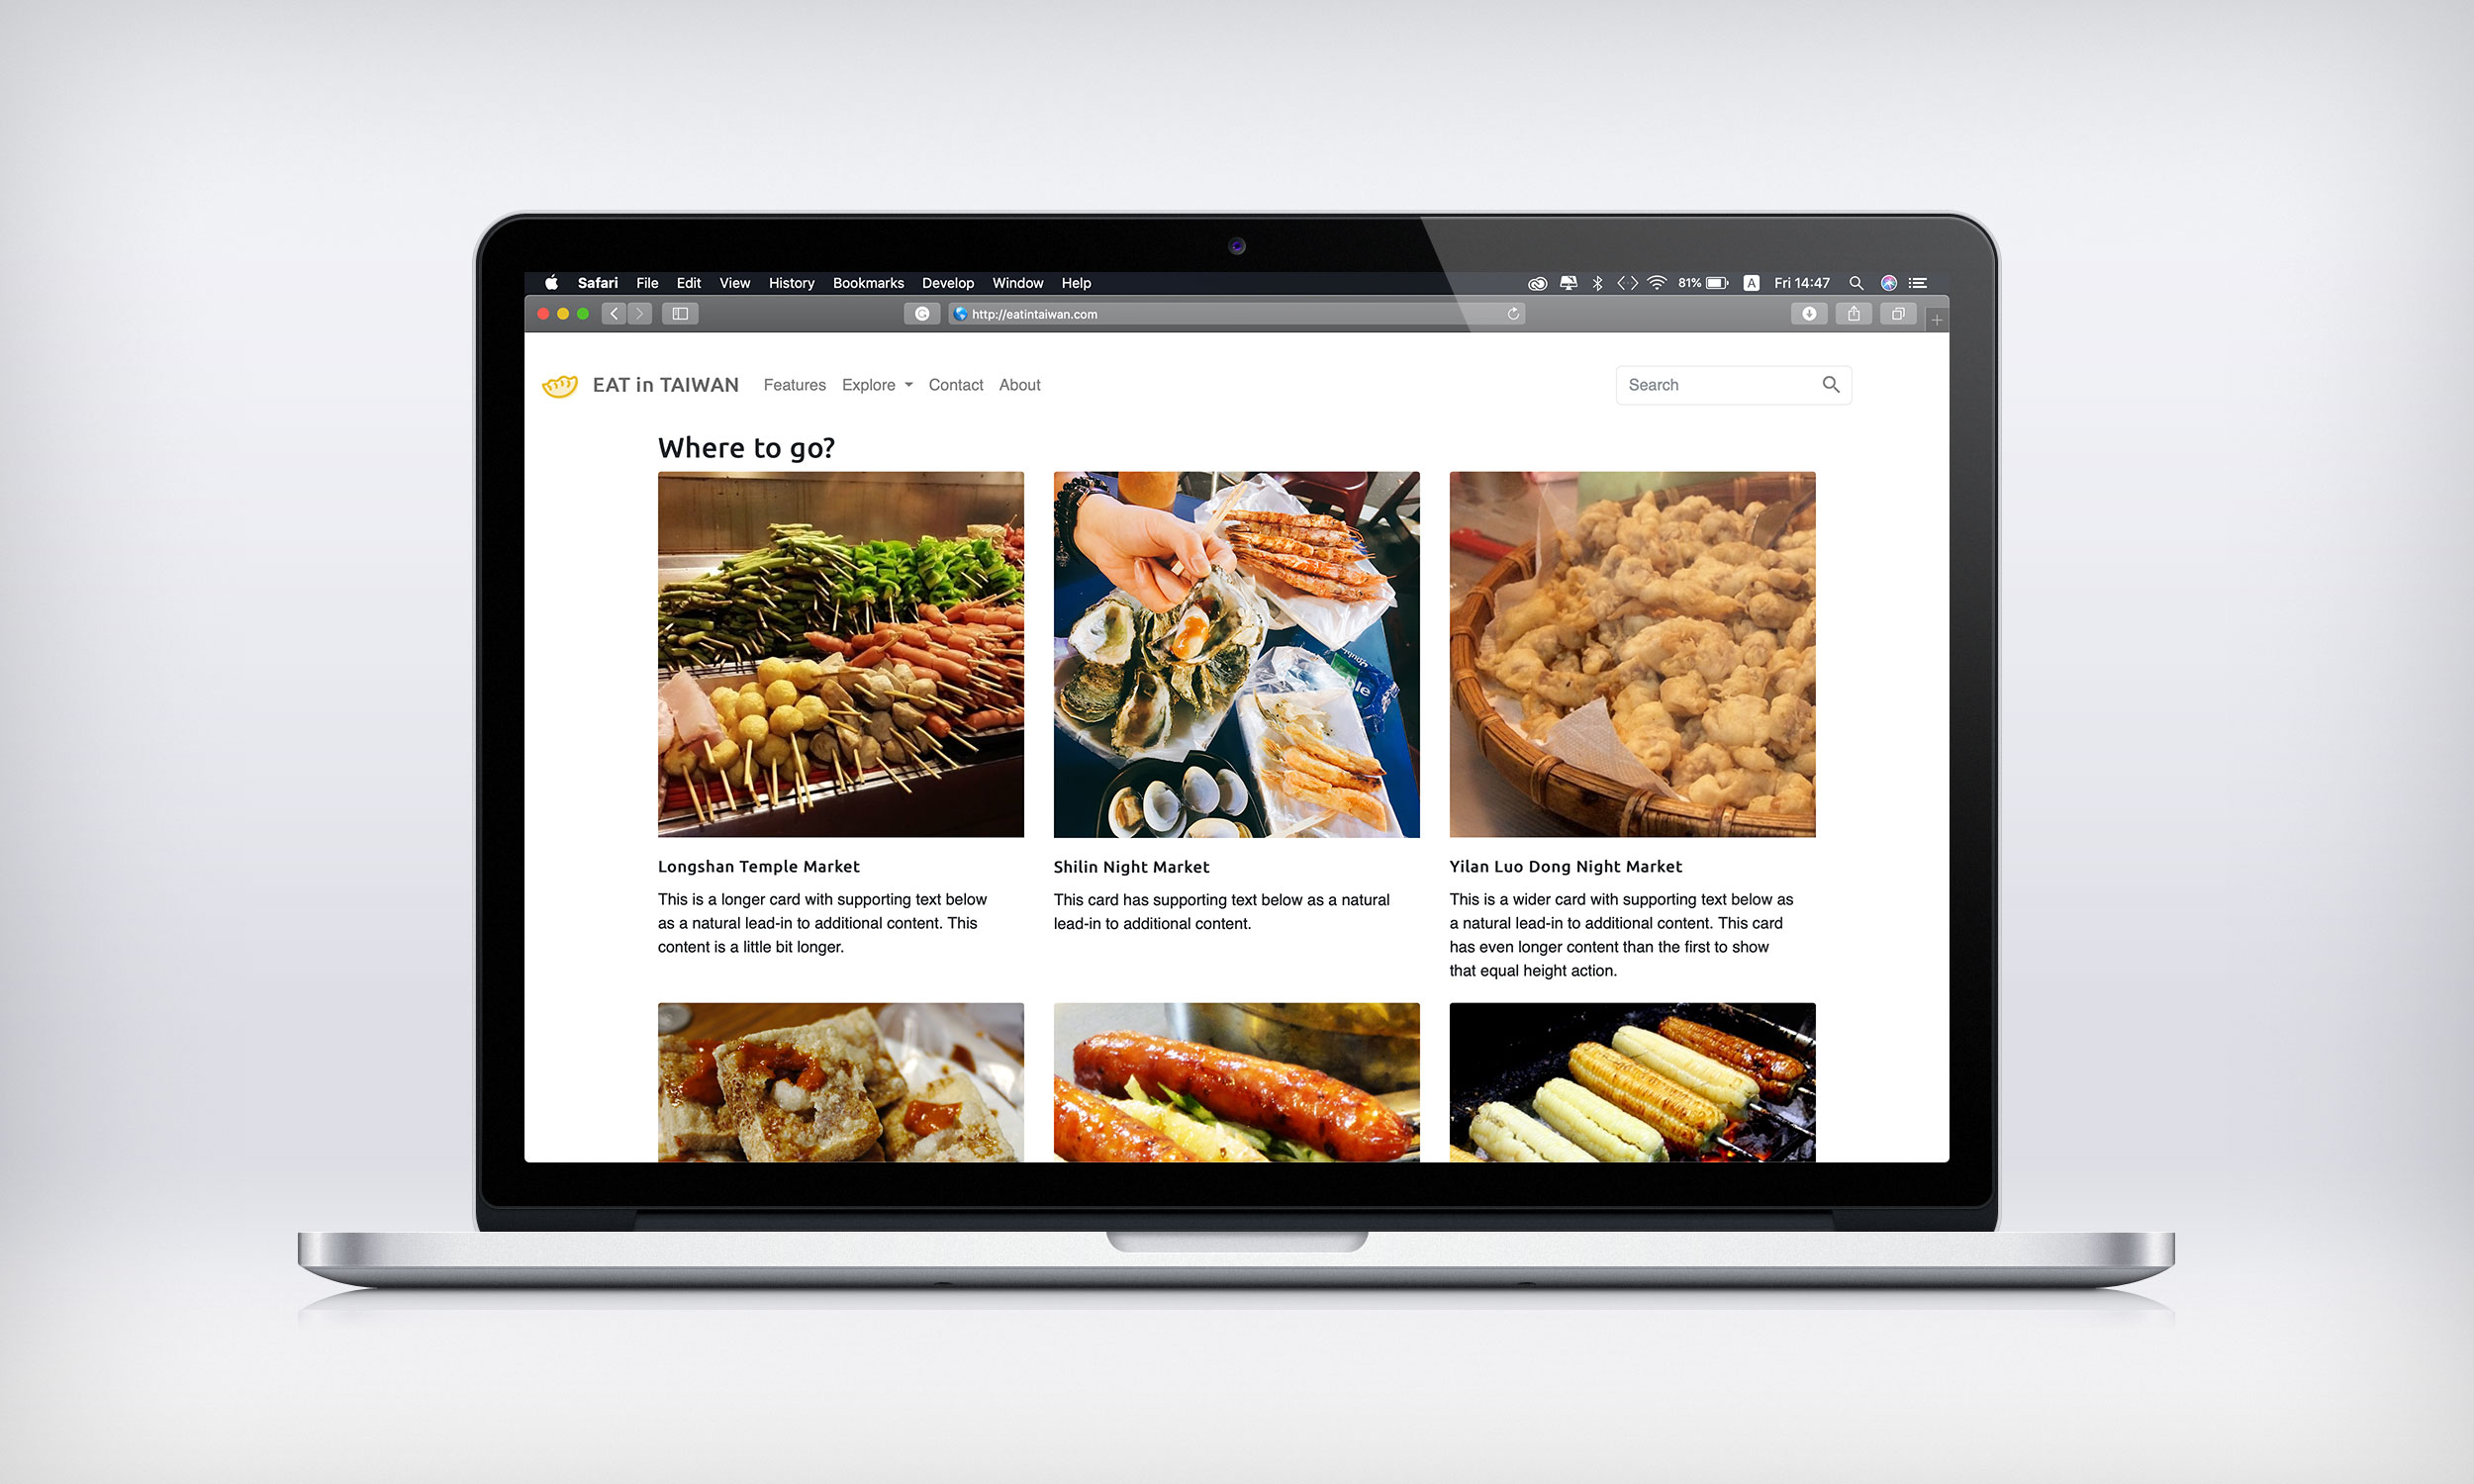 Safari File Edit View History Bookmarks Develop Window Help 81% A Fri 14:47
http://eatintaiwan.com
EAT in TAIWAN Features Explore Contact About Search
Where to go?
Longshan Temple Market
This is a longer card with supporting text below
as a natural lead-in to additional content. This
content is a little bit longer.
Shilin Night Market
This card has supporting text below as a natural
lead-in to additional content.
Yilan Luo Dong Night Market
This is a wider card with supporting text below as
a natural lead-in to additional content. This card
has even longer content than the first to show
that equal height action.